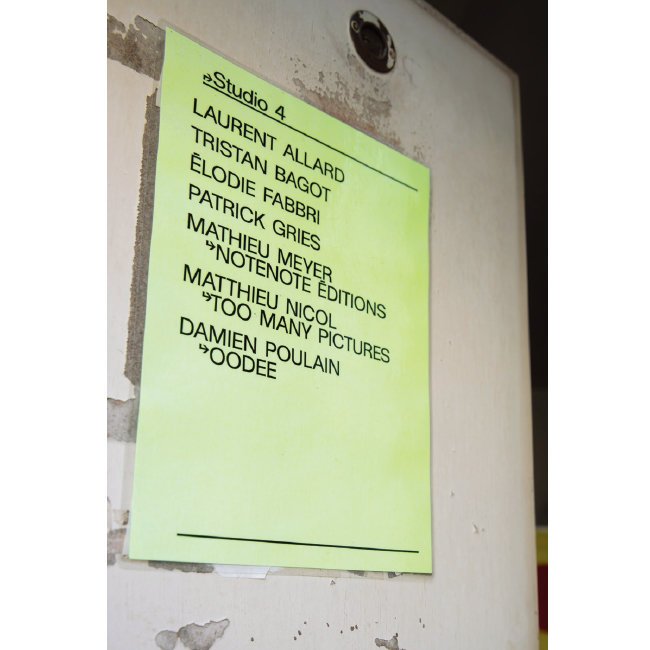 ↱Studio 4
LAURENT ALLARD
TRISTAN BAGOT
ÉLODIE FABBRI
PATRICK GRIES
MATHIEU MEYER
↳NOTENOTE ÉDITIONS
MATTHIEU NICOL
↳TOO MANY PICTURES
DAMIEN POULAIN
↳OODEE